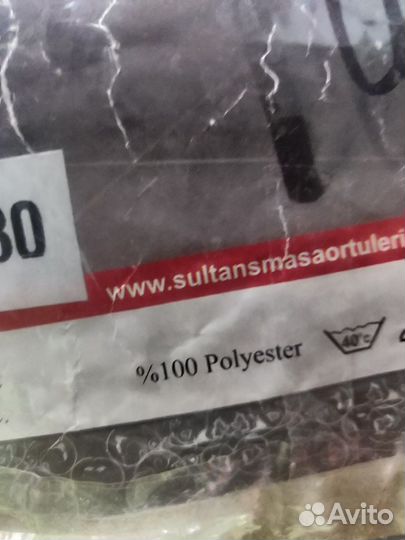 30
www.sultansmasaortuleri
%100 Polyester
40°c
Avito